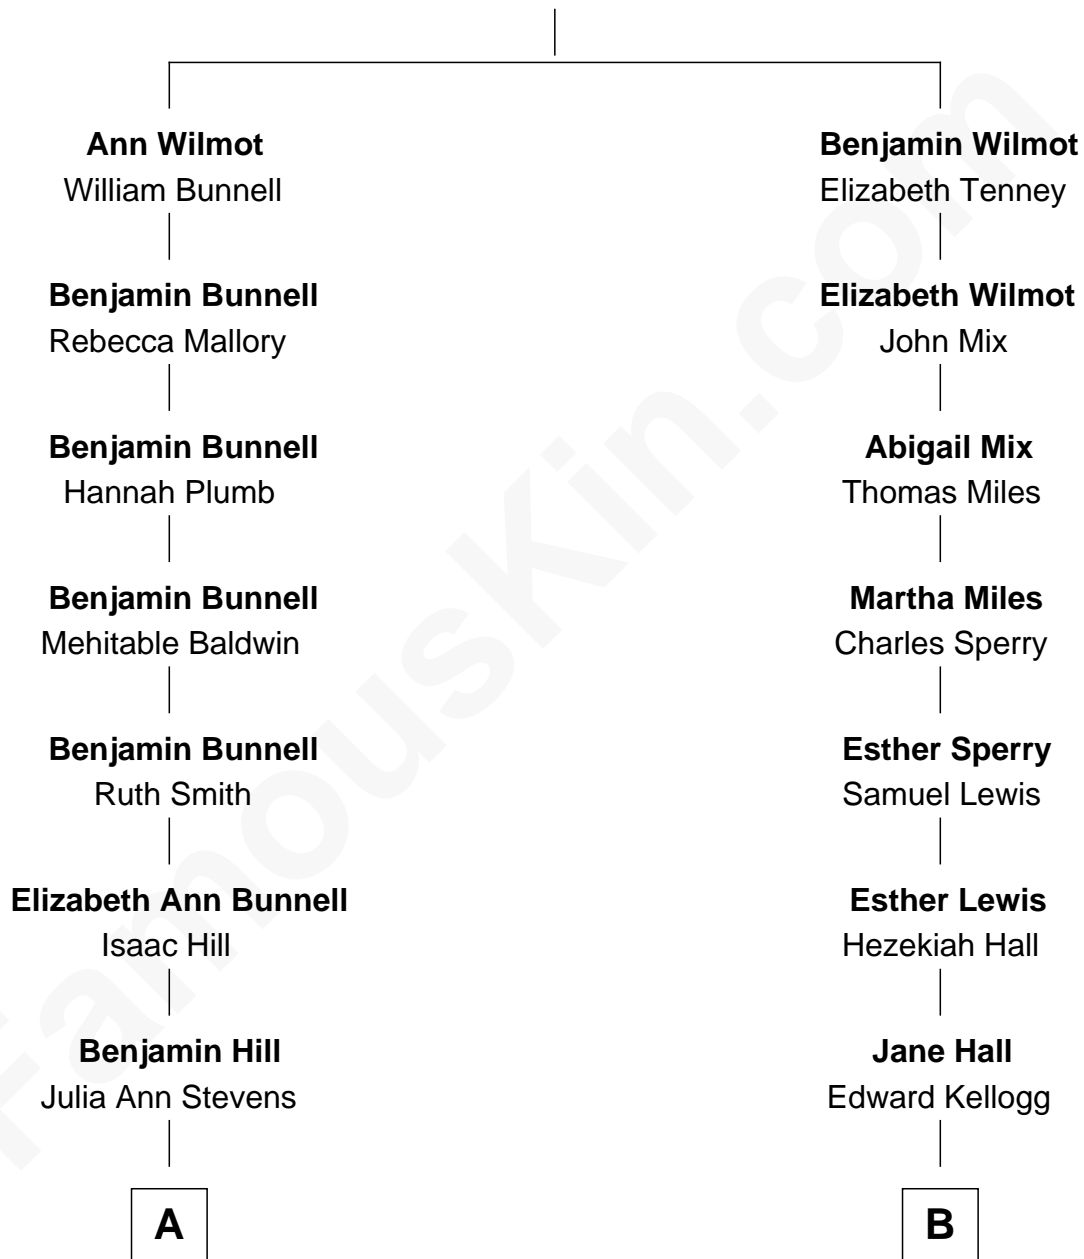 Ann Wilmot
William Bunnell
Benjamin Bunnell
Rebecca Mallory
Benjamin Bunnell
Hannah Plumb
Benjamin Bunnell
Mehitable Baldwin
Benjamin Bunnell
Ruth Smith
Elizabeth Ann Bunnell
Isaac Hill
Benjamin Hill
Julia Ann Stevens
A
Benjamin Wilmot
Elizabeth Tenney
Elizabeth Wilmot
John Mix
Abigail Mix
Thomas Miles
Martha Miles
Charles Sperry
Esther Sperry
Samuel Lewis
Esther Lewis
Hezekiah Hall
Jane Hall
Edward Kellogg
B
FamousKin.com